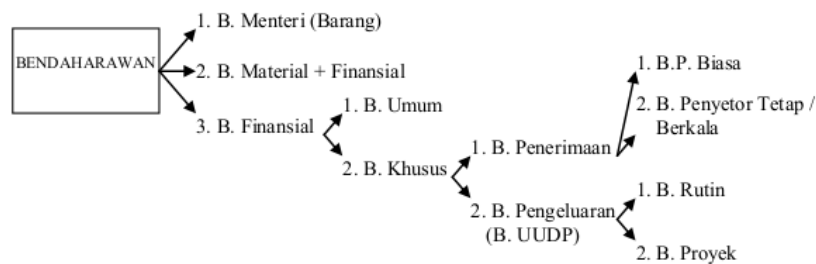 BENDAHARAWAN
1. B. Menteri (Barang)
2. B. Material + Finansial
3. B. Finansial
1. B. Umum
2. B. Khusus
1. B. Penerimaan
2. B. Pengeluaran
(B. UUDP)
1. B.P. Biasa
2. B. Penyetor Tetap /
Berkala
1. B. Rutin
2. B. Proyek